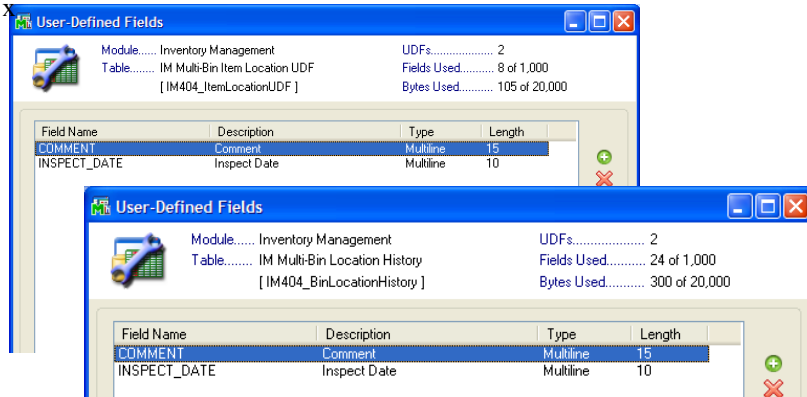 x
User-Defined Fields
Module...... Inventory Management UDFs................... 2
Table........ IM Multi-Bin Item Location UDF Fields Used.......... 8 of 1,000
[ IM404_ItemLocationUDF ] Bytes Used.......... 105 of 20,000
Field Name Description Type Length
COMMENT Comment Multiline 15
INSPECT_DATE Inspect Date Multiline 10
User-Defined Fields
Module...... Inventory Management UDFs.................... 2
Table........ IM Multi-Bin Location History Fields Used.......... 24 of 1,000
[ IM404_BinLocationHistory ] Bytes Used.......... 300 of 20,000
Field Name Description Type Length
COMMENT Comment Multiline 15
INSPECT_DATE Inspect Date Multiline 10